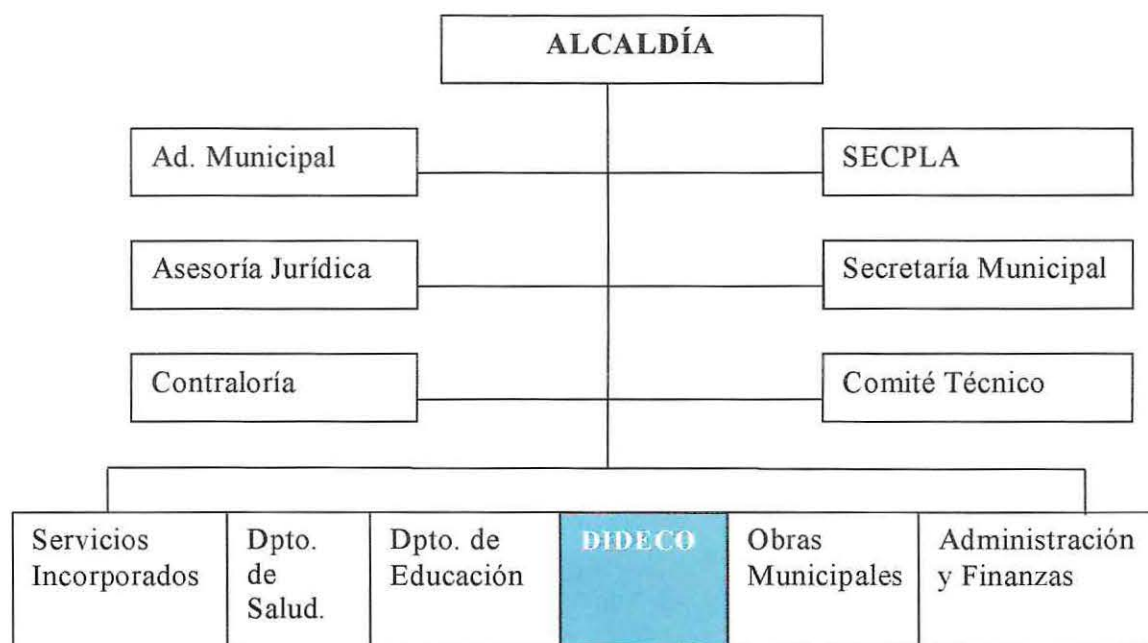 ALCALDÍA
Ad. Municipal
SECPLA
Asesoría Jurídica
Secretaría Municipal
Contraloría
Comité Técnico
Servicios
Incorporados
Dpto.
de
Salud.
Dpto. de
Educación
DIDECO
Obras
Municipales
Administración
y Finanzas